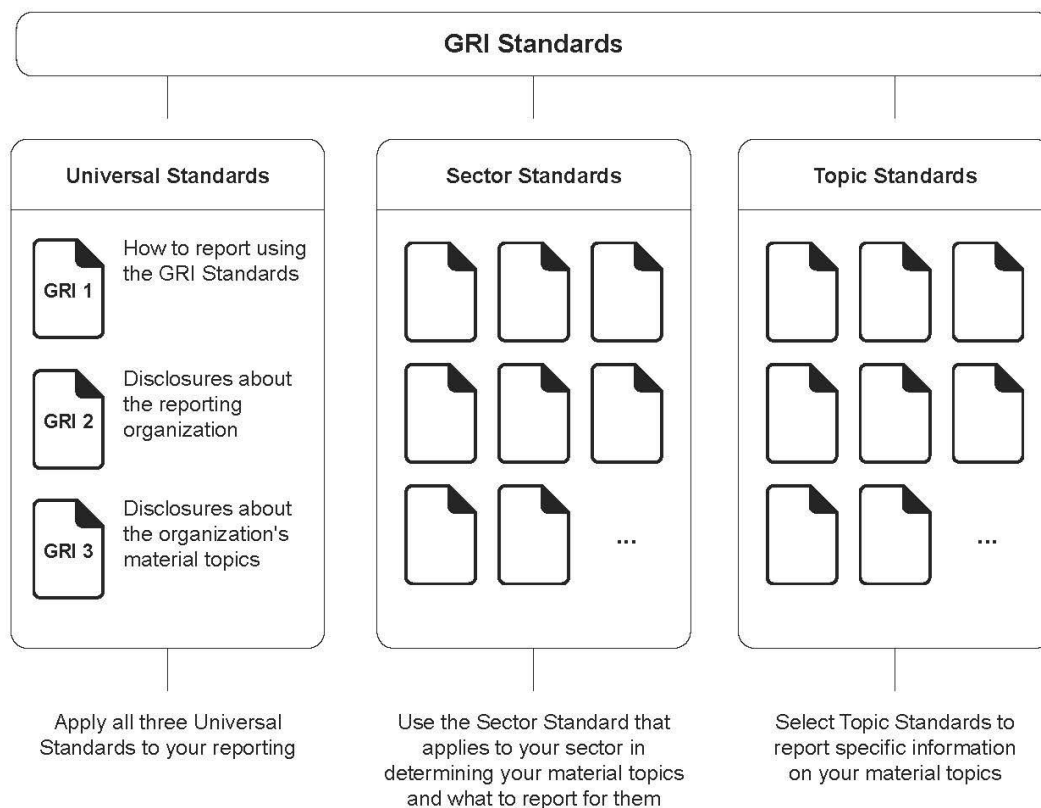 GRI Standards
Universal Standards
GRI 1
How to report using
the GRI Standards
GRI 2
Disclosures about
the reporting
organization
GRI 3
Disclosures about
the organization's
material topics
Apply all three Universal
Standards to your reporting
Sector Standards
...
Use the Sector Standard that
applies to your sector in
determining your material topics
and what to report for them
Topic Standards
...
Select Topic Standards to
report specific information
on your material topics